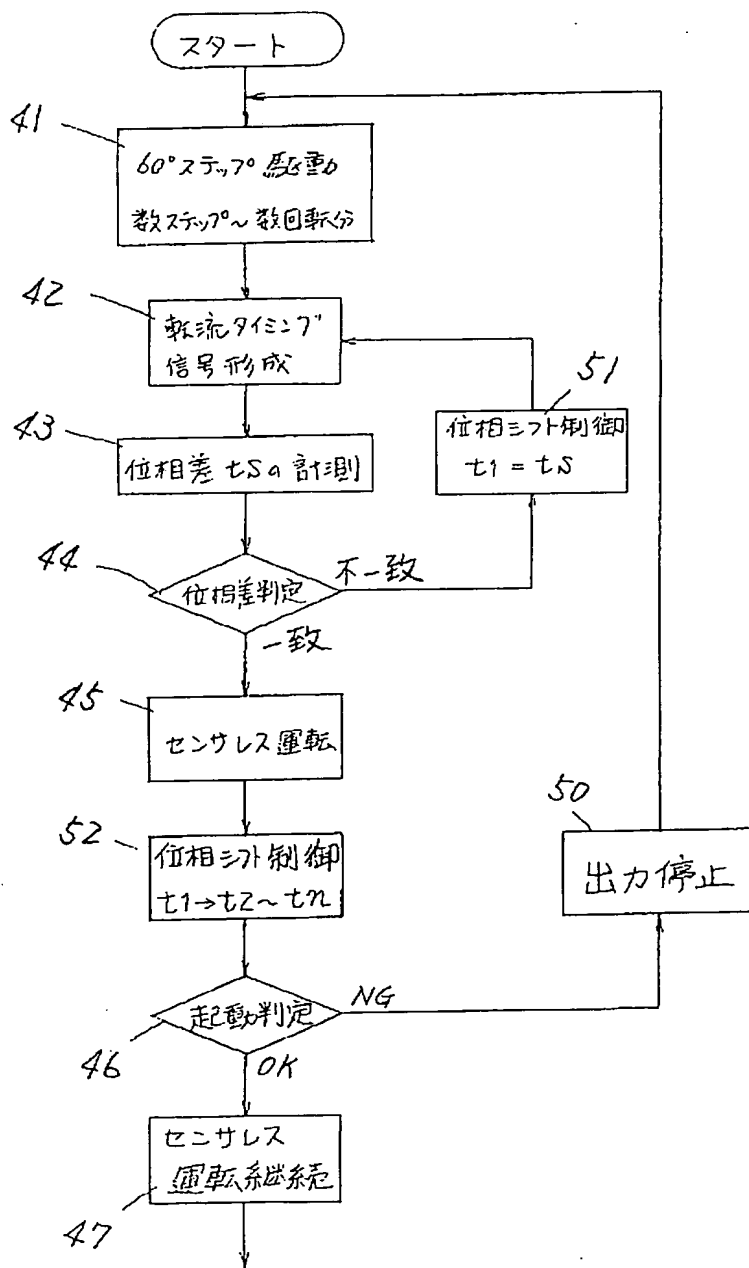 スタート
41
60°ステップ駆動
数ステップ~数回転分
42
転流タイミング
信号形成
51
位相シフト制御
t1 = ts
43
位相差tsの計測
44
位相差判定
不一致
一致
45
センサレス運転
52
位相シフト制御
t1→t2~tn
50
出力停止
起動判定
NG
46
OK
センサレス
運転継続
47